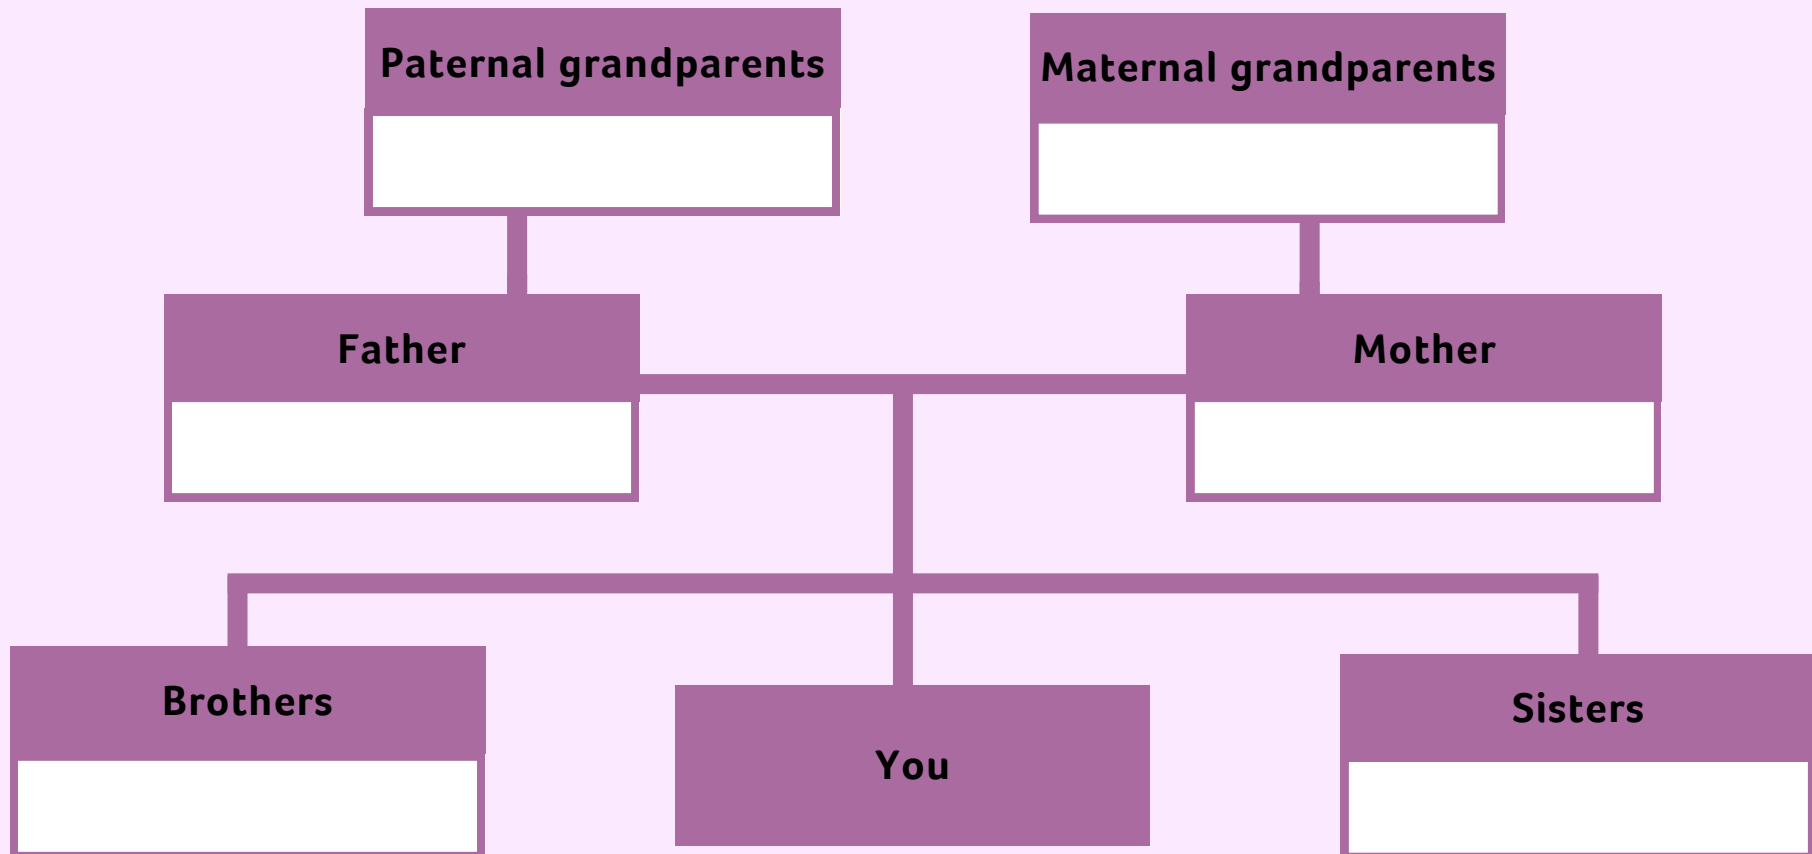 Paternal grandparents
Maternal grandparents
Father
Mother
Brothers
You
Sisters